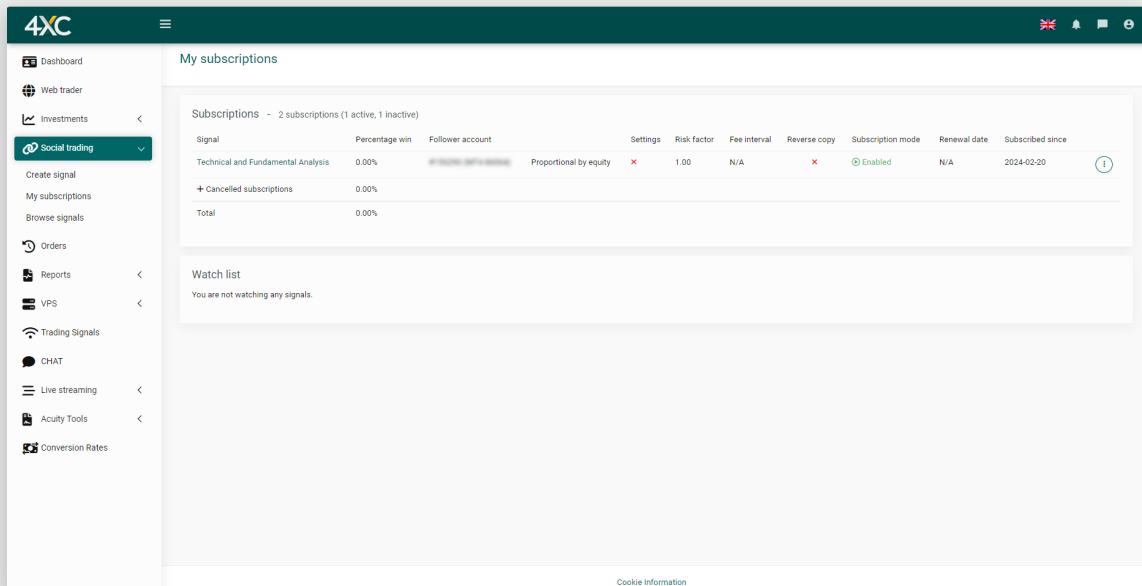 4XC
Dashboard
Web trader
Investments
Social trading
Create signal
My subscriptions
Browse signals
Orders
Reports
VPS
Trading Signals
CHAT
Live streaming
Acuity Tools
Conversion Rates
My subscriptions
Subscriptions - 2 subscriptions (1 active, 1 inactive)
Signal Percentage win Follower account Settings Risk factor Fee interval Reverse copy Subscription mode Renewal date Subscribed since
Technical and Fundamental Analysis 0.00% Proportional by equity 1.00 N/A Enabled N/A 2024-02-20
+ Cancelled subscriptions 0.00%
Total 0.00%
Watch list
You are not watching any signals.
Cookie Information